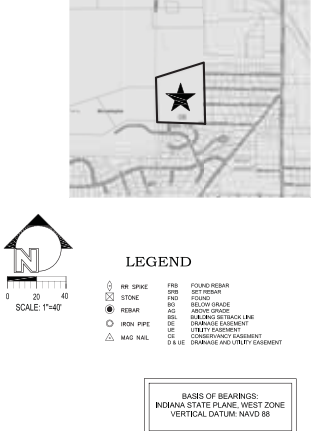 N
0 20 40
SCALE: 1"=40'
LEGEND
RR SPIKE
STONE
REBAR
IRON PIPE
MAG NAIL
FRB FOUND REBAR
SRB SET REBAR
FND FOUND
BG BELOW GRADE
AG ABOVE GRADE
BSL BUILDING SETBACK LINE
DE DRAINAGE EASEMENT
UE UTILITY EASEMENT
CE CONSERVANCY EASEMENT
D & UE DRAINAGE AND UTILITY EASEMENT
BASIS OF BEARINGS:
INDIANA STATE PLANE, WEST ZONE
VERTICAL DATUM: NAVD 88